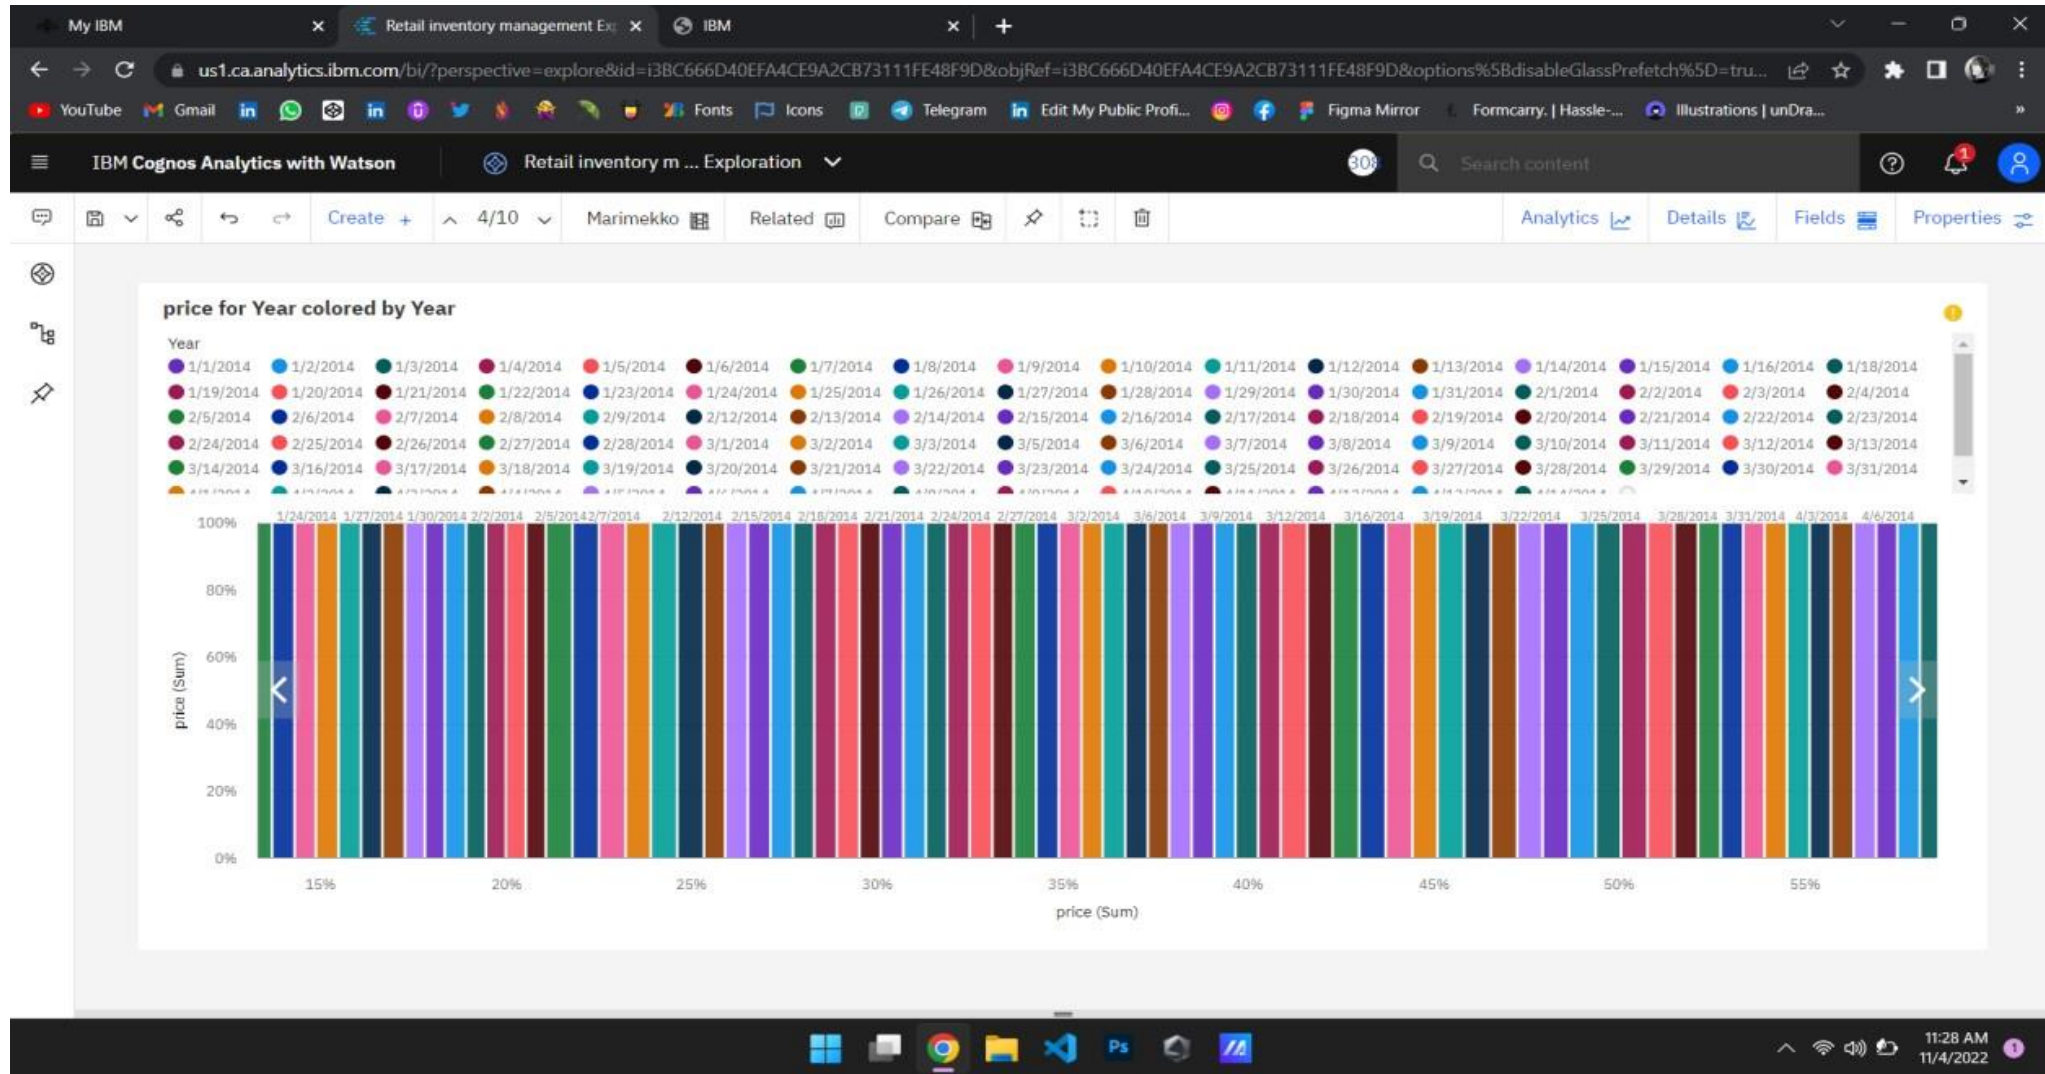 My IBM
Retail inventory management Ex
IBM
us1.ca.analytics.ibm.com/bi/?perspective=explore&id=i3BC666D40EFA4CE9A2CB73111FE48F9D&objRef=i3BC666D40EFA4CE9A2CB73111FE48F9D&options%5BdisableGlassPrefetch%5D=tru...
YouTube Gmail Fonts Icons Telegram Edit My Public Profi... Figma Mirror Formcarry. | Hassle-... Illustrations | unDra... »
IBM Cognos Analytics with Watson
Retail inventory m ... Exploration
308
Search content
1
Create +
4/10
Marimekko
Related
Compare
Analytics
Details
Fields
Properties
price for Year colored by Year
Year
1/1/2014 1/2/2014 1/3/2014 1/4/2014 1/5/2014 1/6/2014 1/7/2014 1/8/2014 1/9/2014 1/10/2014 1/11/2014 1/12/2014 1/13/2014 1/14/2014 1/15/2014 1/16/2014 1/18/2014
1/19/2014 1/20/2014 1/21/2014 1/22/2014 1/23/2014 1/24/2014 1/25/2014 1/26/2014 1/27/2014 1/28/2014 1/29/2014 1/30/2014 1/31/2014 2/1/2014 2/2/2014 2/3/2014 2/4/2014
2/5/2014 2/6/2014 2/7/2014 2/8/2014 2/9/2014 2/12/2014 2/13/2014 2/14/2014 2/15/2014 2/16/2014 2/17/2014 2/18/2014 2/19/2014 2/20/2014 2/21/2014 2/22/2014 2/23/2014
2/24/2014 2/25/2014 2/26/2014 2/27/2014 2/28/2014 3/1/2014 3/2/2014 3/3/2014 3/5/2014 3/6/2014 3/7/2014 3/8/2014 3/9/2014 3/10/2014 3/11/2014 3/12/2014 3/13/2014
3/14/2014 3/16/2014 3/17/2014 3/18/2014 3/19/2014 3/20/2014 3/21/2014 3/22/2014 3/23/2014 3/24/2014 3/25/2014 3/26/2014 3/27/2014 3/28/2014 3/29/2014 3/30/2014 3/31/2014
1/24/2014 1/27/2014 1/30/2014 2/2/2014 2/5/2014 2/7/2014 2/12/2014 2/15/2014 2/18/2014 2/21/2014 2/24/2014 2/27/2014 3/2/2014 3/6/2014 3/9/2014 3/12/2014 3/16/2014 3/19/2014 3/22/2014 3/25/2014 3/28/2014 3/31/2014 4/3/2014 4/6/2014
100%
80%
60%
40%
20%
0%
price (Sum)
15% 20% 25% 30% 35% 40% 45% 50% 55%
price (Sum)
Ps
11:28 AM
11/4/2022
1